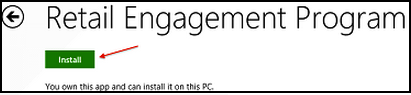 Retail Engagement Program
Install
You own this app and can install it on this PC.